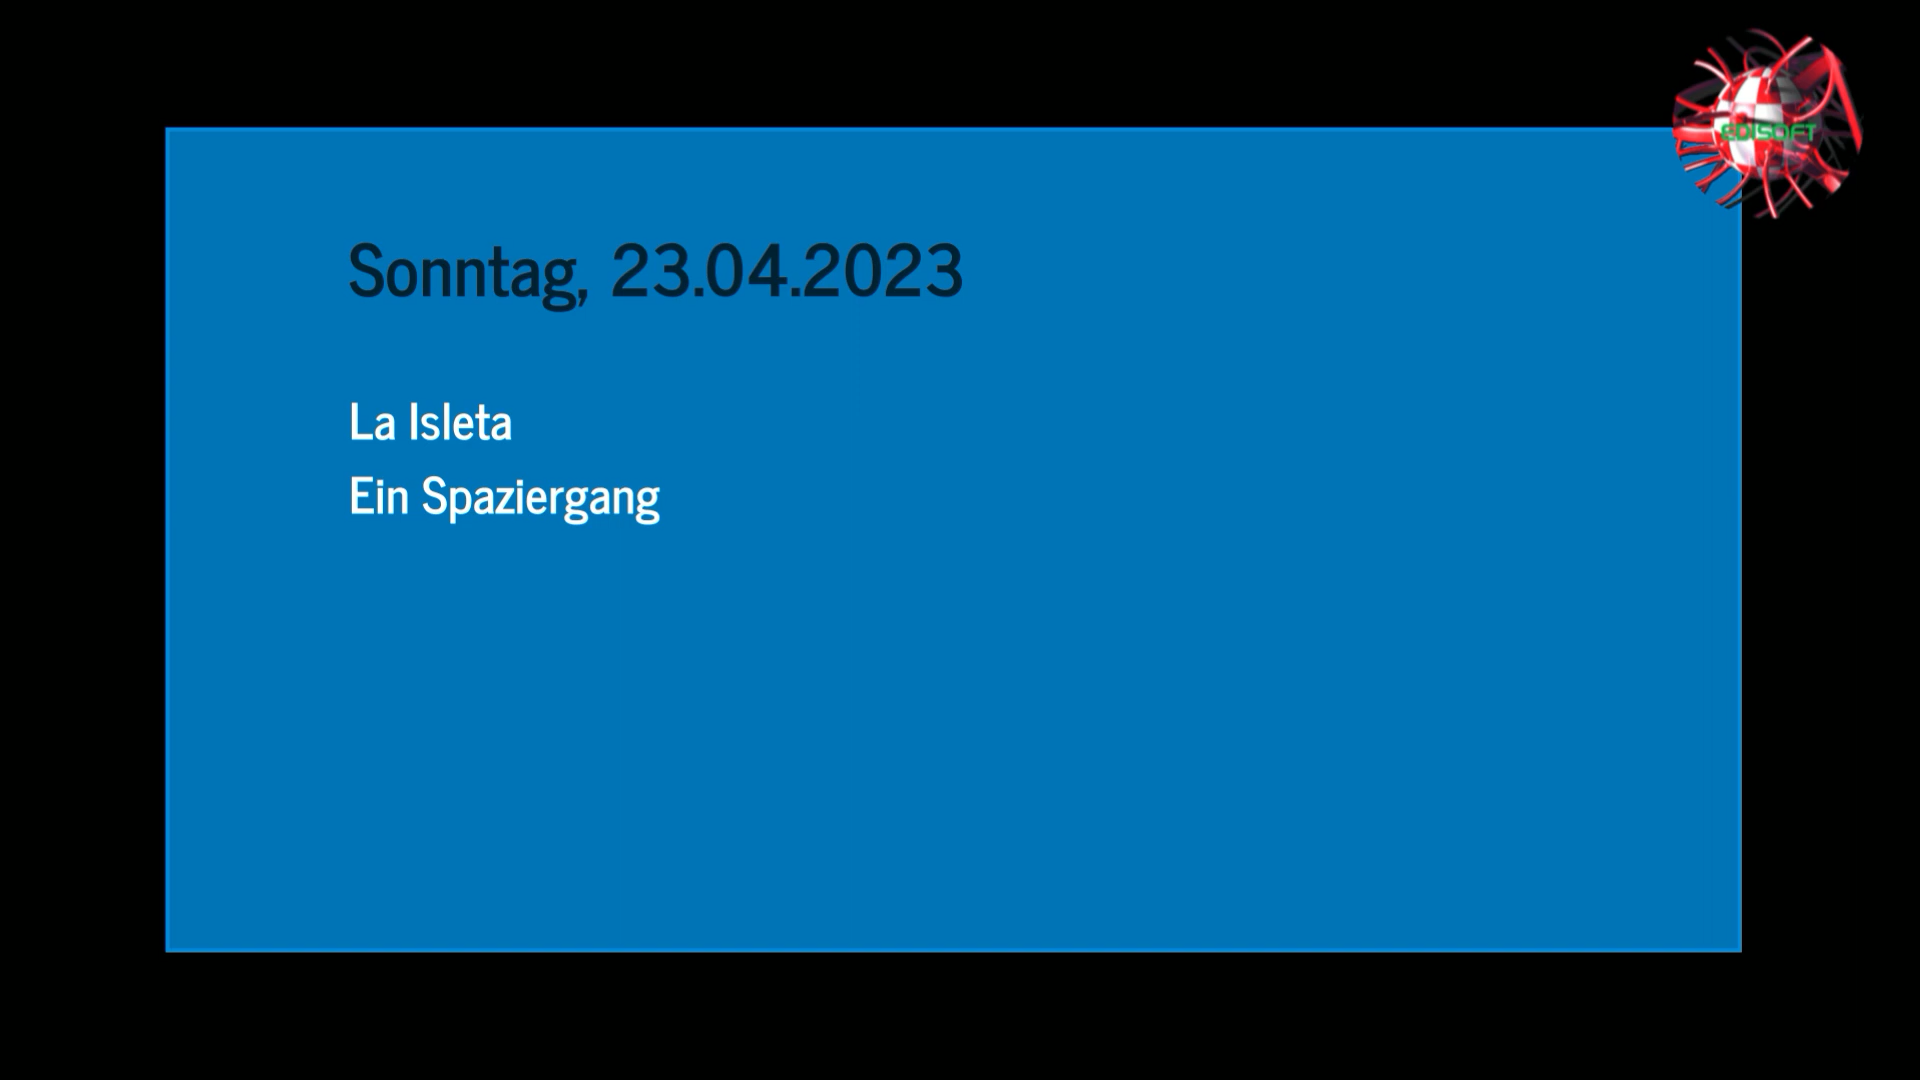 EDISOFT
Sonntag, 23.04.2023
La Isleta
Ein Spaziergang